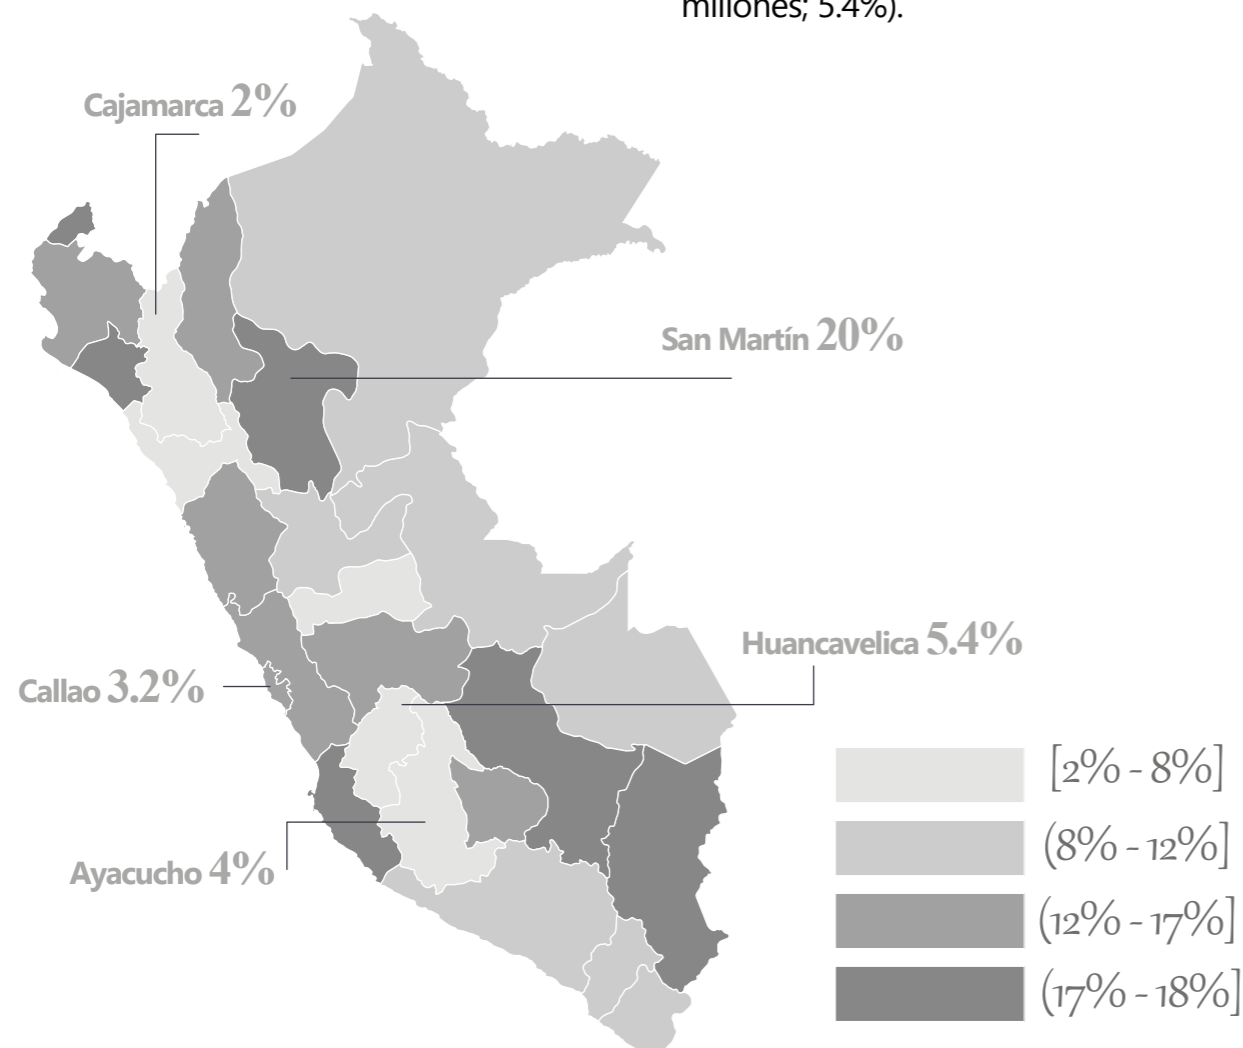 millones; 5.4%).
Cajamarca 2%
San Martín 20%
Huancavelica 5.4%
Callao 3.2%
Ayacucho 4%
[2% - 8%]
(8% - 12%]
(12% - 17%]
(17% - 18%]